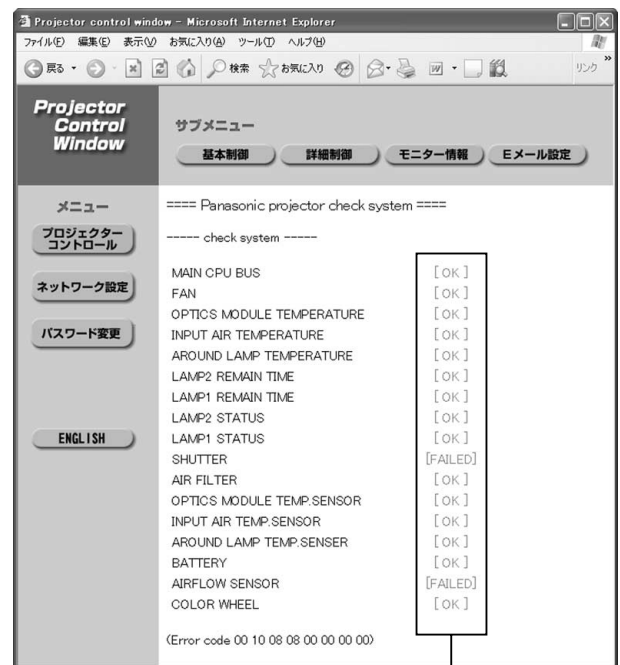 Projector control window - Microsoft Internet Explorer
ファイル(F) 編集(E) 表示(V) お気に入り(A) ツール(T) ヘルプ(H)
戻る 検索 お気に入り リンク
Projector
Control
Window
サブメニュー
基本制御 詳細制御 モニター情報 Eメール設定
メニュー
プロジェクター
コントロール
ネットワーク設定
パスワード変更
ENGLISH
==== Panasonic projector check system ====
----- check system -----
MAIN CPU BUS [ OK ]
FAN [ OK ]
OPTICS MODULE TEMPERATURE [ OK ]
INPUT AIR TEMPERATURE [ OK ]
AROUND LAMP TEMPERATURE [ OK ]
LAMP2 REMAIN TIME [ OK ]
LAMP1 REMAIN TIME [ OK ]
LAMP2 STATUS [ OK ]
LAMP1 STATUS [ OK ]
SHUTTER [FAILED]
AIR FILTER [ OK ]
OPTICS MODULE TEMP.SENSOR [ OK ]
INPUT AIR TEMP.SENSOR [ OK ]
AROUND LAMP TEMP.SENSER [ OK ]
BATTERY [ OK ]
AIRFLOW SENSOR [FAILED]
COLOR WHEEL [ OK ]
(Error code 00 10 08 08 00 00 00 00)